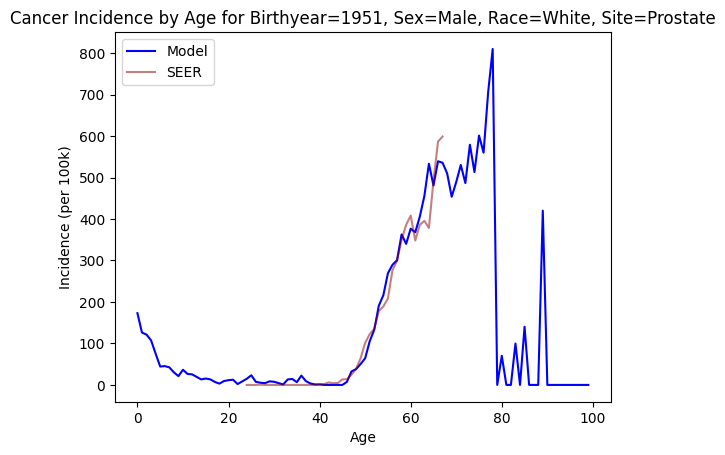 Cancer Incidence by Age for Birthyear=1951, Sex=Male, Race=White, Site=Prostate
Model
SEER
800
700
600
500
400
300
200
100
0
Incidence (per 100k)
0 20 40 60 80 100
Age